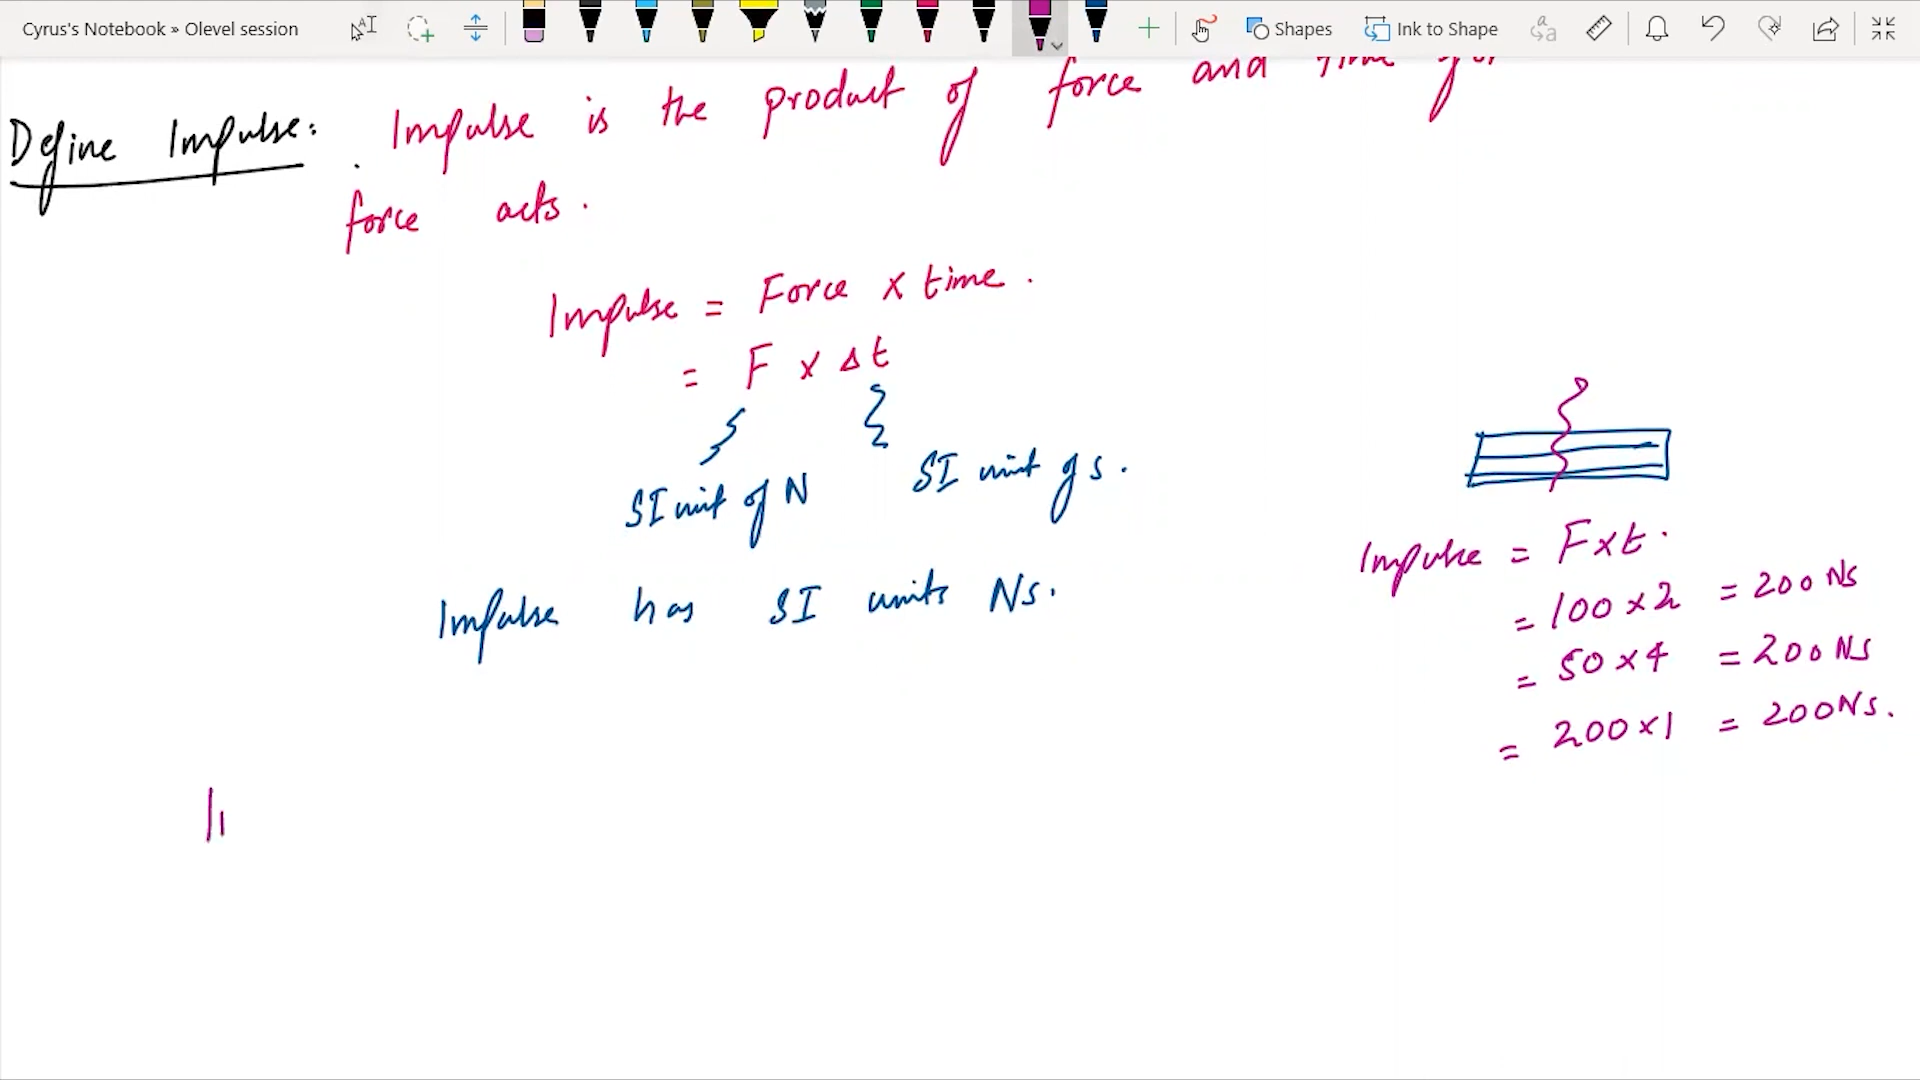 Cyrus's Notebook » Olevel session
Shapes
Ink to Shape
Define Impulse: Impulse is the product of force and time for
force acts.
Impulse = Force x time.
= F x Δt
SI unit of N
SI unit of s.
Impulse has SI units Ns.
Impulse = Fxt.
= 100 x 2 = 200 Ns
= 50 x 4 = 200 Ns
= 200 x 1 = 200Ns.